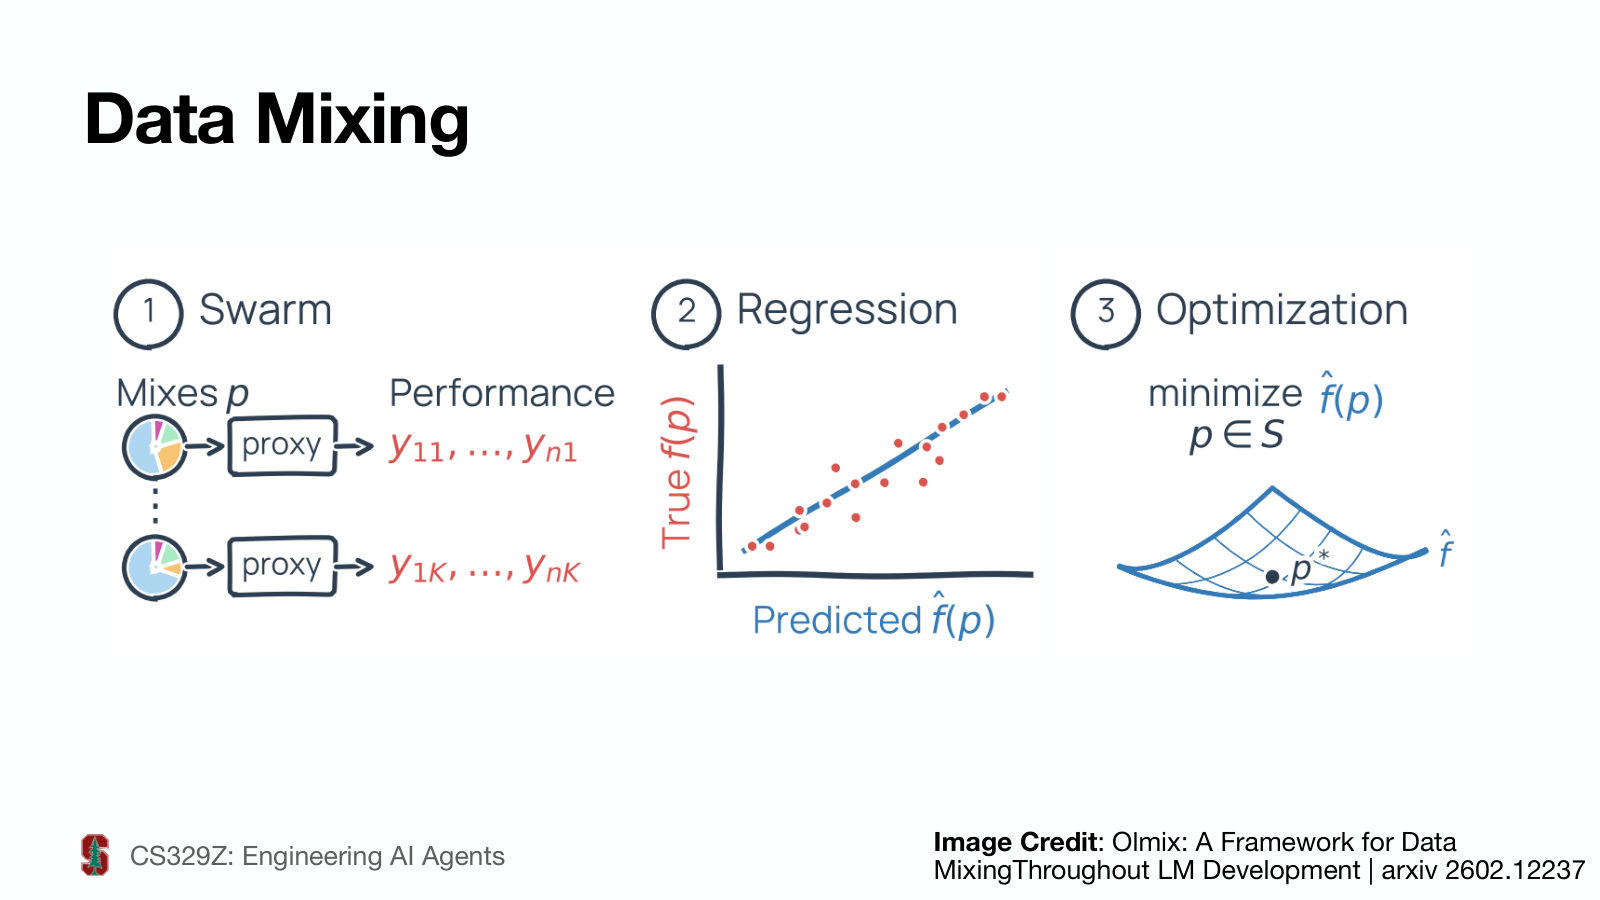 Data Mixing
1 Swarm
Mixes p Performance
proxy y11, ..., yn1
proxy y1K, ..., ynK
2 Regression
True f(p)
Predicted f̂(p)
3 Optimization
minimize f̂(p)
p ∈ S
p*
f̂
CS329Z: Engineering AI Agents
Image Credit: Olmix: A Framework for Data
MixingThroughout LM Development | arxiv 2602.12237